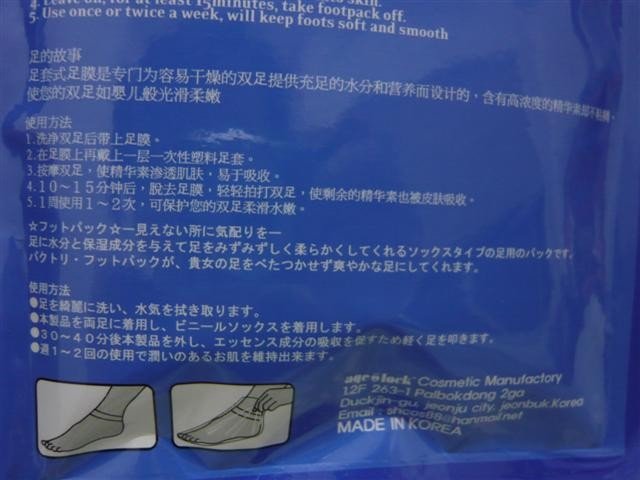 skin.
4- Leave on, for at least 15minutes, take footpack off.
5- Use once or twice a week, will keep foots soft and smooth
足的故事
足套式足膜是专门为容易干燥的双足提供充足的水分和营养而设计的，含有高浓度的精华素却不粘腻，
使您的双足如婴儿般光滑柔嫩
使用方法
1.洗净双足后带上足膜。
2.在足膜上再戴上一层一次性塑料足套。
3.按摩双足，使精华素渗透肌肤，易于吸收。
4.10～15分钟后，脫去足膜，轻轻拍打双足，使剩余的精华素也被皮肤吸收。
5.1周使用1～2次，可保护您的双足柔滑水嫩。
☆フットパック☆ー見えない所に気配りをー
足に水分と保湿成分を与えて足をみずみずしく柔らかくしてくれるソックスタイプの足用のパックです。
パクトリ・フットパックが、貴女の足をべたつかせず爽やかな足にしてくれます。
使用方法
●足を綺麗に洗い、水気を拭き取ります。
●本製品を両足に着用し、ビニールソックスを着用します。
●30～40分後本製品を外し、エッセンス成分の吸収を促すため軽く足を叩きます。
●週1～2回の使用で潤いのあるお肌を維持出来ます。
ageslock Cosmetic Manufactory
12F 263-1 Palbokdong 2ga
Duckjin-gu, jeonju city, jeonbuk.Korea
Email : shcos88@hanmail.net
MADE IN KOREA